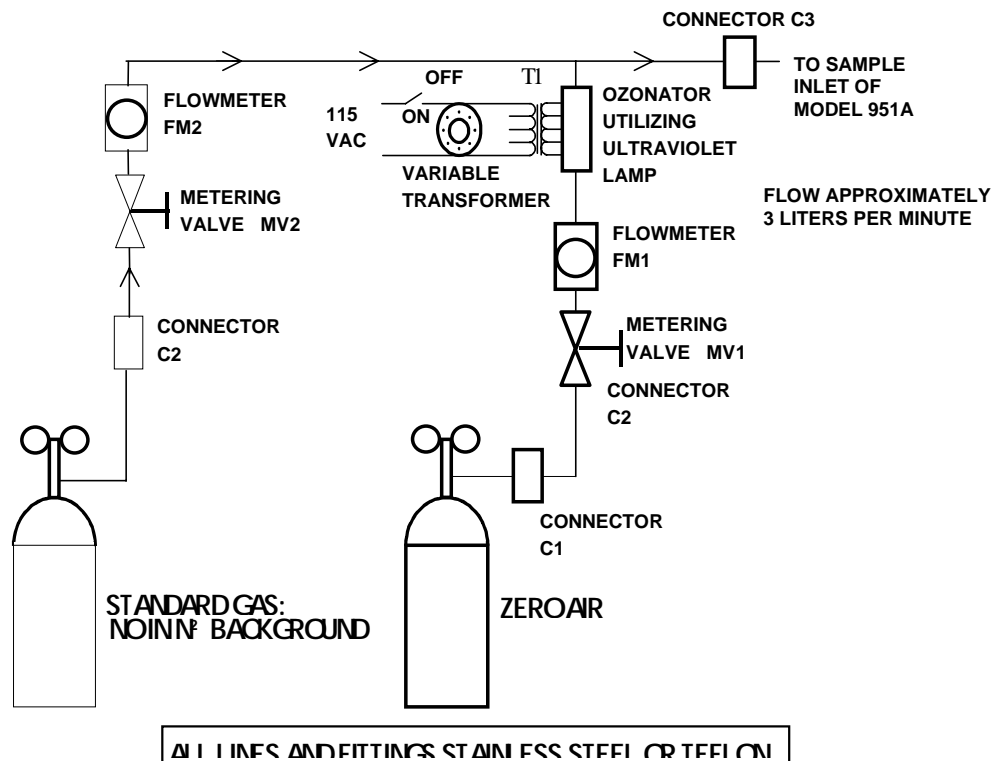 CONNECTOR C3
TO SAMPLE
INLET OF
MODEL 951A
FLOWMETER
FM2
OFF
ON
115
VAC
T1
VARIABLE
TRANSFORMER
OZONATOR
UTILIZING
ULTRAVIOLET
LAMP
FLOW APPROXIMATELY
3 LITERS PER MINUTE
METERING
VALVE MV2
FLOWMETER
FM1
CONNECTOR
C2
METERING
VALVE MV1
CONNECTOR
C2
CONNECTOR
C1
STANDARD GAS:
NO IN N2 BACKGROUND
ZERO AIR
ALL LINES AND FITTINGS STAINLESS STEEL OR TEFLON